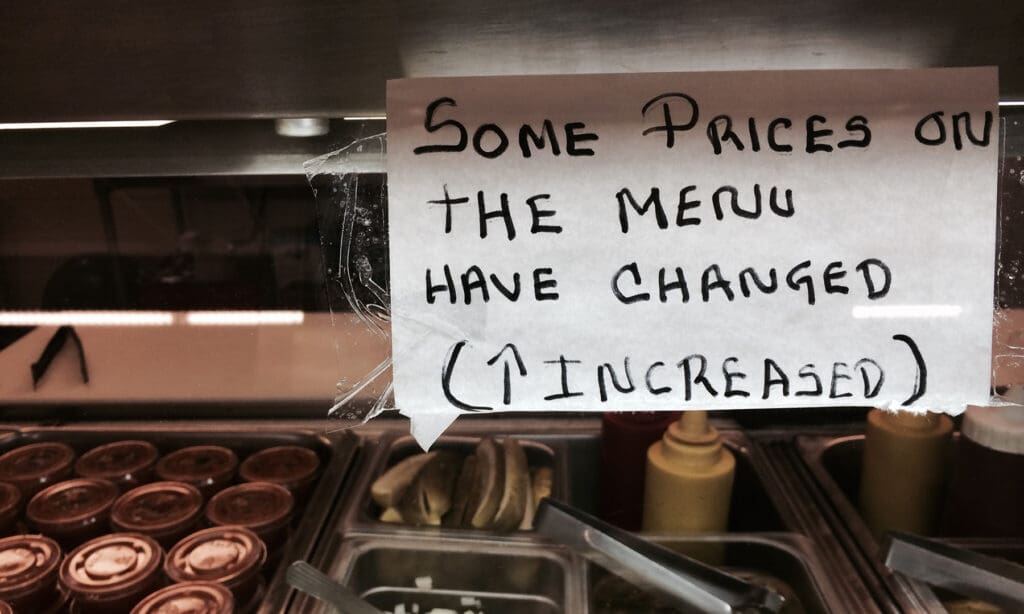 SOME PRICES ON
THE MENU
HAVE CHANGED
(↑INCREASED)